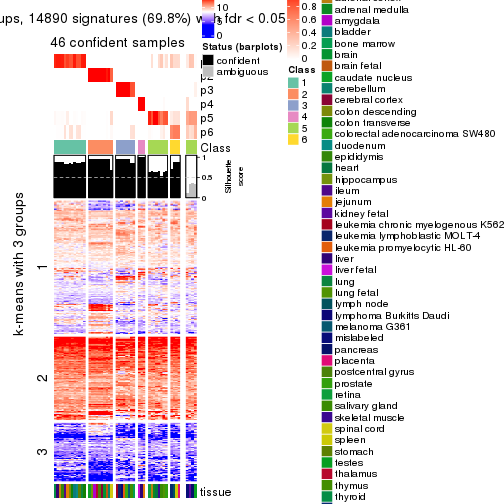 ups, 14890 signatures (69.8%) with fdr < 0.05
46 confident samples
p3
p4
p5
p6
Class
1
0.5
0
Silhouette
score
k-means with 3 groups
1
2
3
tissue
10
5
0
Status (barplots)
confident
ambiguous
0.8
0.6
0.4
0.2
0
Class
1
2
3
4
5
6
adrenal medulla
amygdala
bladder
bone marrow
brain
brain fetal
caudate nucleus
cerebellum
cerebral cortex
colon descending
colon transverse
colorectal adenocarcinoma SW480
duodenum
epididymis
heart
hippocampus
ileum
jejunum
kidney fetal
leukemia chronic myelogenous K562
leukemia lymphoblastic MOLT-4
leukemia promyelocytic HL-60
liver
liver fetal
lung
lung fetal
lymph node
lymphoma Burkitts Daudi
melanoma G361
mislabeled
pancreas
placenta
postcentral gyrus
prostate
retina
salivary gland
skeletal muscle
spinal cord
spleen
stomach
testes
thalamus
thymus
thyroid